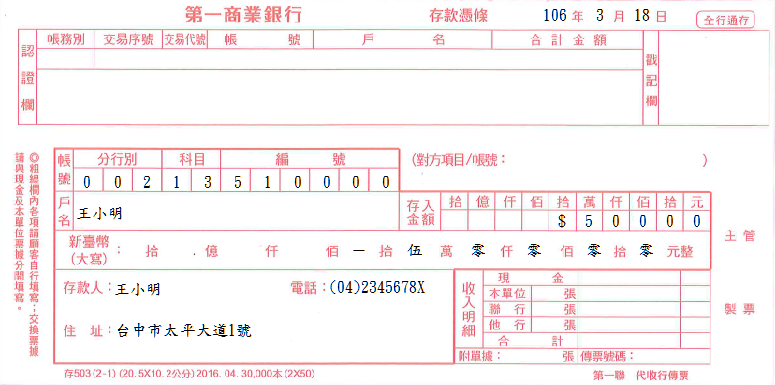 第一商業銀行 存款憑條 106 年 3 月 18 日 全行通存
認證欄 帳務別 交易序號 交易代號 帳號 戶名 合計金額 戳記欄
◎粗線欄內各項請顧客自行填寫；交換票據
請與現金及本單位票據分開填寫。
帳號 分行別 科目 編號 (對方項目/帳號： )
0 0 2 1 3 5 1 0 0 0 0
戶名 王小明 存入金額 拾 億 仟 佰 拾 萬 仟 佰 拾 元
$ 5 0 0 0 0
新臺幣(大寫) ： 拾 . 億 仟 佰 一 拾 伍 萬 零 仟 零 佰 零 拾 零 元整
主管
存款人：王小明 電話：(04)2345678X
住 址：台中市太平大道1號
收入明細 現金
本單位 張
聯行 張
他行 張
合計
製票
附單據： 張 傳票號碼：
存503(2-1) (20.5X10.2公分)2016. 04. 30,000本(2X50) 第一聯 代收行傳票